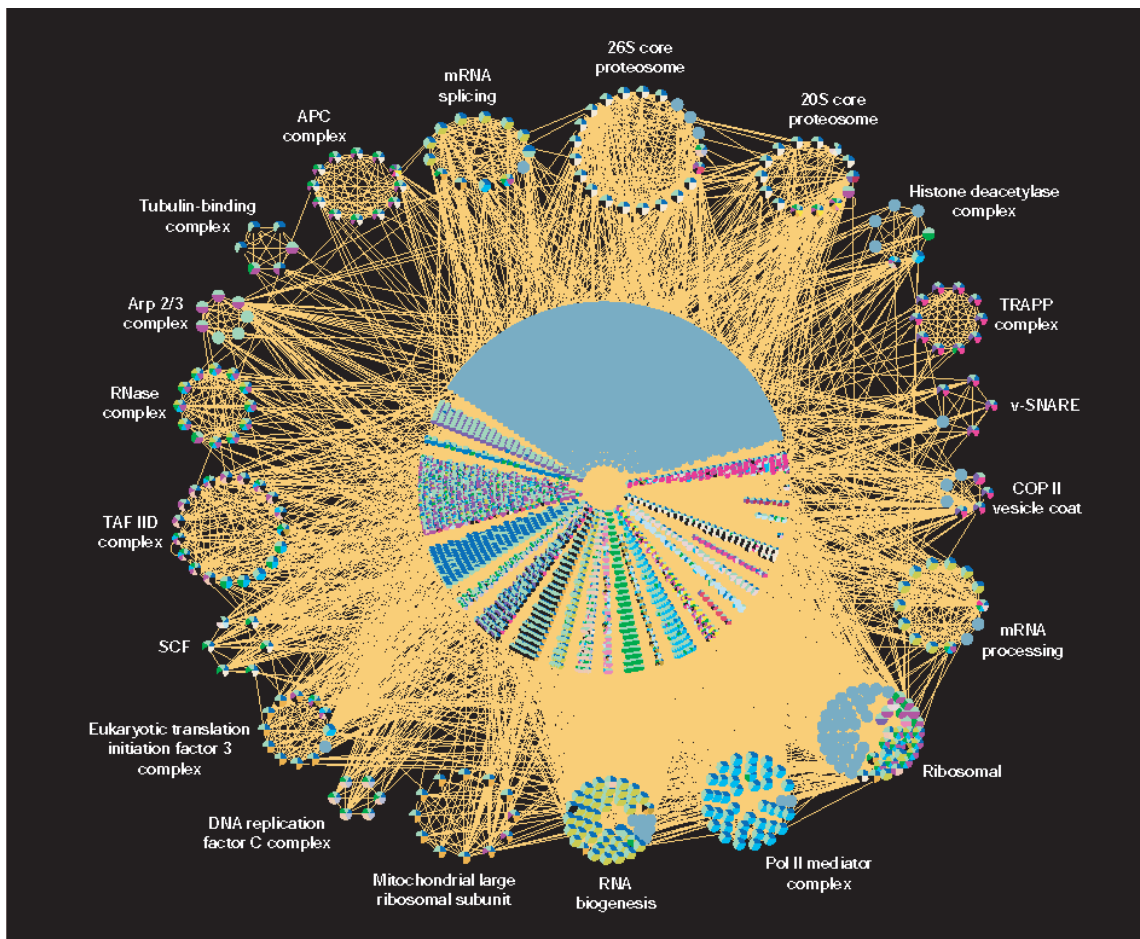 26S core
proteosome
mRNA
splicing
20S core
proteosome
APC
complex
Histone deacetylase
complex
Tubulin-binding
complex
Arp 2/3
complex
TRAPP
complex
RNase
complex
v-SNARE
COP II
vesicle coat
TAF IID
complex
mRNA
processing
SCF
Eukaryotic translation
initiation factor 3
complex
Ribosomal
DNA replication
factor C complex
Pol II mediator
complex
Mitochondrial large
ribosomal subunit
RNA
biogenesis